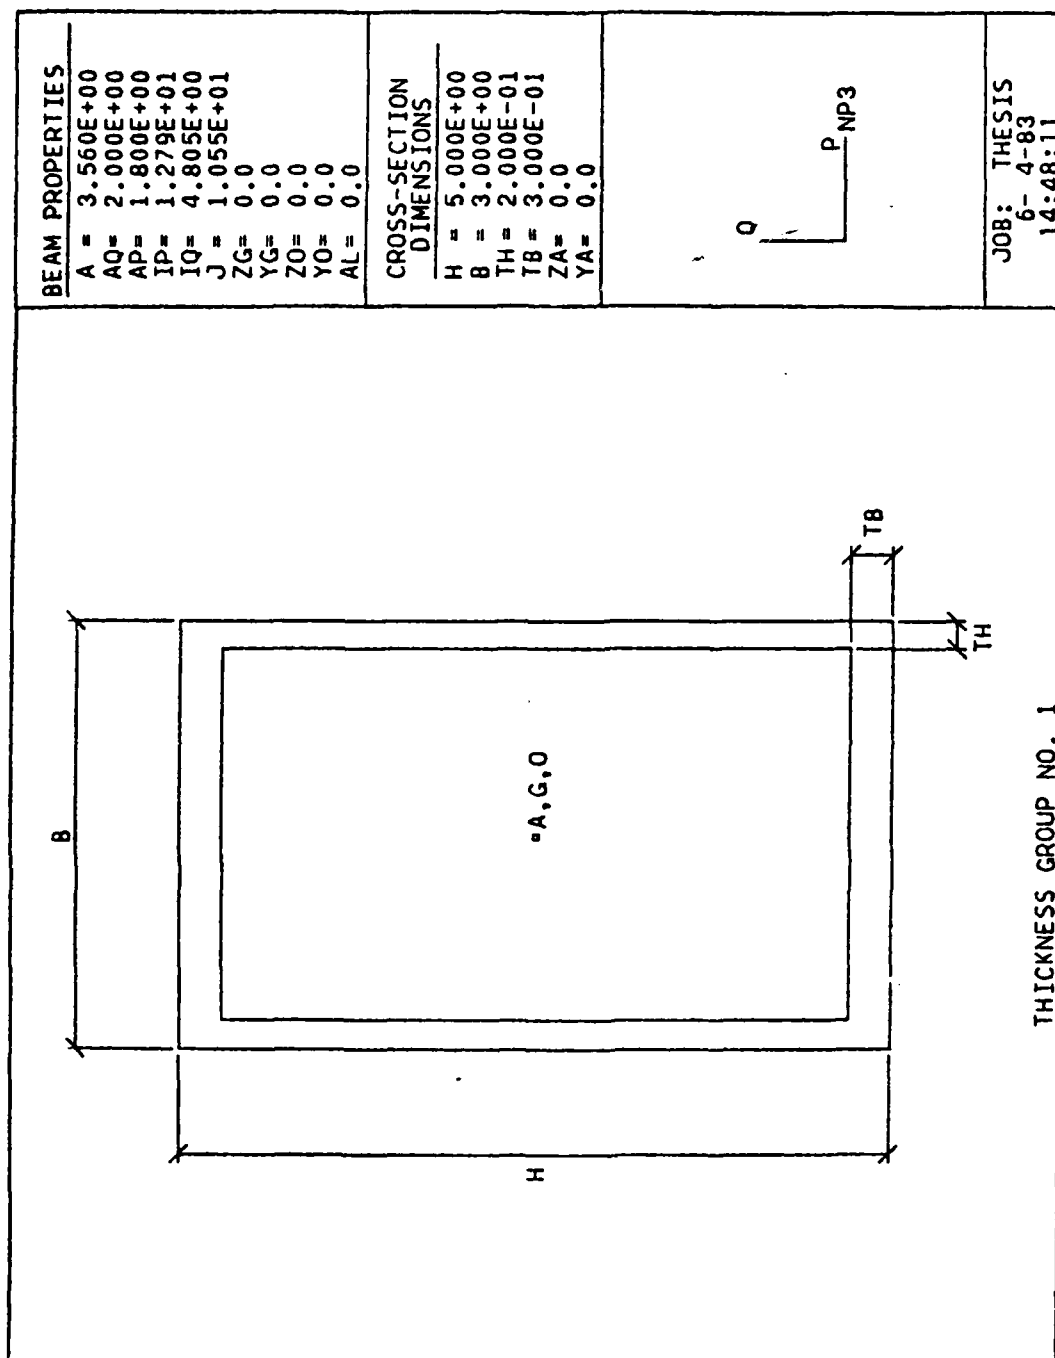 BEAM PROPERTIES
A = 3.560E+00
AQ= 2.000E+00
AP= 1.800E+00
IP= 1.279E+01
IQ= 4.805E+00
J = 1.055E+01
ZG= 0.0
YG= 0.0
ZO= 0.0
YO= 0.0
AL= 0.0
CROSS-SECTION
DIMENSIONS
H = 5.000E+00
B = 3.000E+00
TH= 2.000E-01
TB= 3.000E-01
ZA= 0.0
YA= 0.0
Q
P
NP3
JOB: THESIS
6- 4-83
14:48:11
B
H
A,G,O
TB
TH
THICKNESS GROUP NO. 1